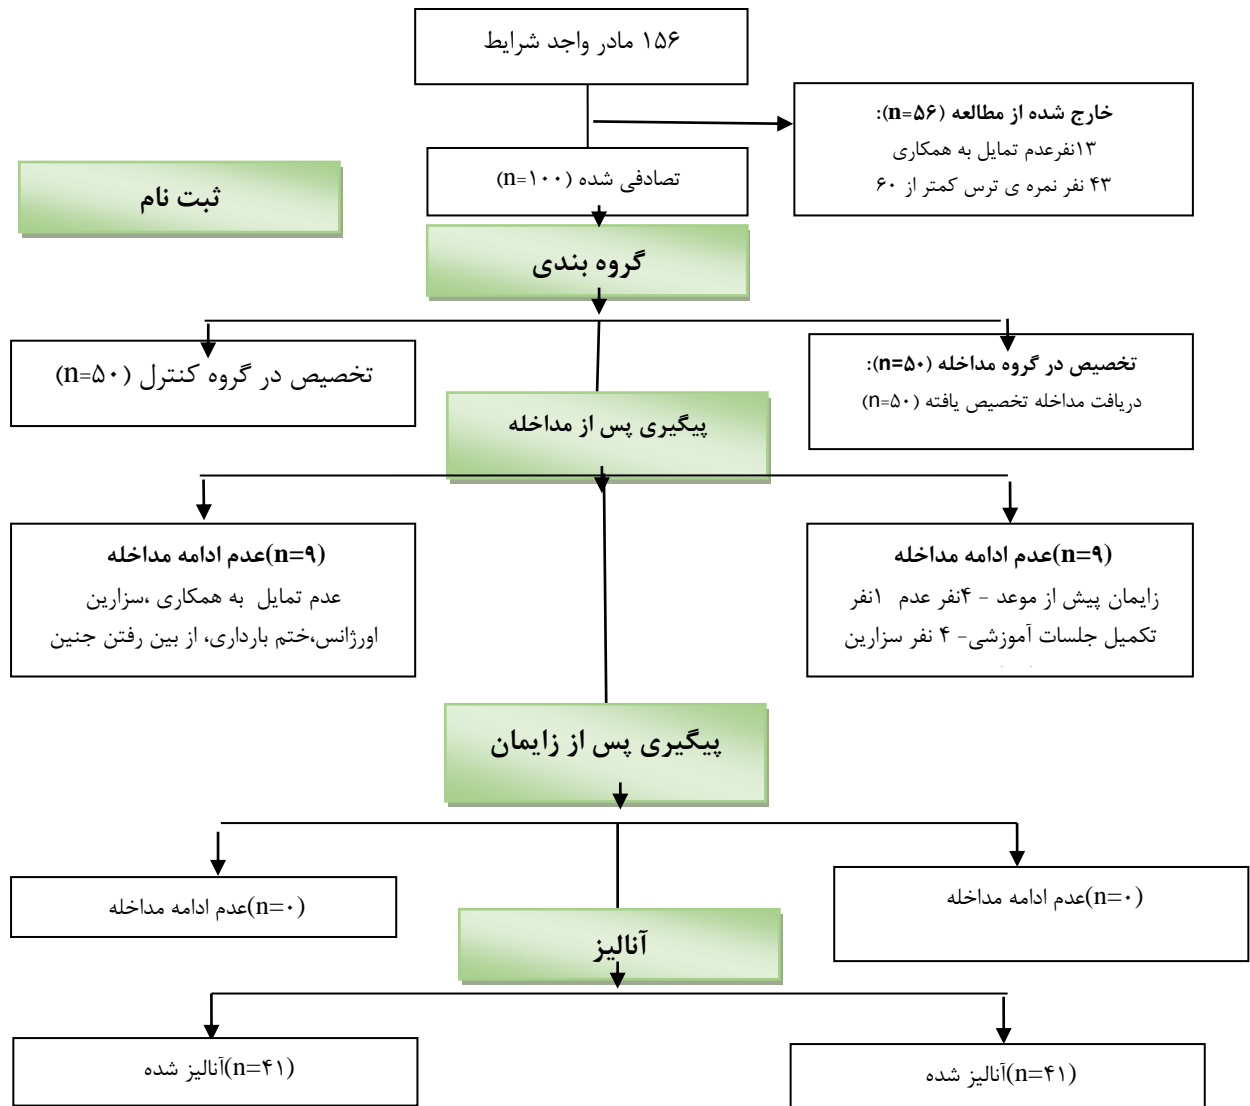 ۱۵۶ مادر واجد شرایط
خارج شده از مطالعه (n=۵۶):
۱۳نفرعدم تمایل به همکاری
۴۳ نفر نمره ی ترس کمتر از ۶۰
تصادفی شده (n=۱۰۰)
ثبت نام
گروه بندی
تخصیص در گروه مداخله (n=۵۰):
دریافت مداخله تخصیص یافته (n=۵۰)
تخصیص در گروه کنترل (n=۵۰)
پیگیری پس از مداخله
(n=۹)عدم ادامه مداخله
زایمان پیش از موعد - ۴نفر عدم ۱نفر
تکمیل جلسات آموزشی- ۴ نفر سزارین
(n=۹)عدم ادامه مداخله
عدم تمایل به همکاری ،سزارین
اورژانس،ختم بارداری، از بین رفتن جنین
پیگیری پس از زایمان
(n=۰)عدم ادامه مداخله
(n=۰)عدم ادامه مداخله
آنالیز
(n=۴۱)آنالیز شده
(n=۴۱)آنالیز شده